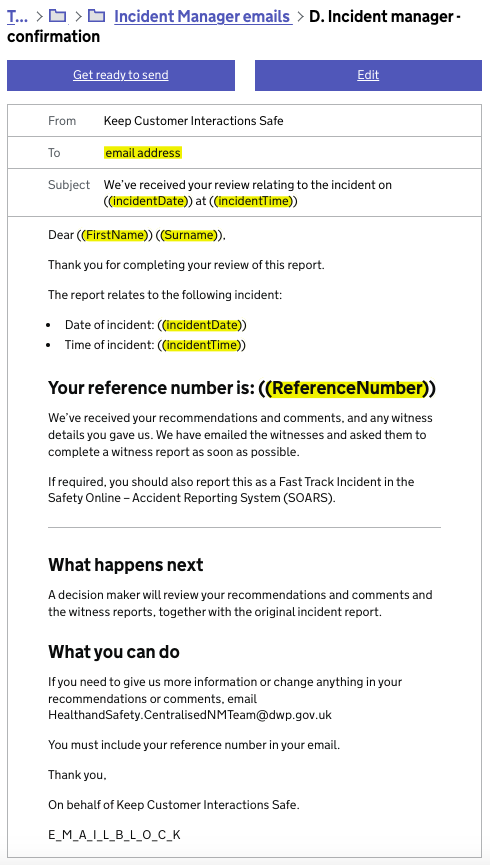 T... > > Incident Manager emails > D. Incident manager -
confirmation
Get ready to send
Edit
From Keep Customer Interactions Safe
To email address
Subject We’ve received your review relating to the incident on
((incidentDate)) at ((incidentTime))
Dear ((FirstName)) ((Surname)),
Thank you for completing your review of this report.
The report relates to the following incident:
• Date of incident: ((incidentDate))
• Time of incident: ((incidentTime))
Your reference number is: ((ReferenceNumber))
We’ve received your recommendations and comments, and any witness
details you gave us. We have emailed the witnesses and asked them to
complete a witness report as soon as possible.
If required, you should also report this as a Fast Track Incident in the
Safety Online – Accident Reporting System (SOARS).
What happens next
A decision maker will review your recommendations and comments and
the witness reports, together with the original incident report.
What you can do
If you need to give us more information or change anything in your
recommendations or comments, email
HealthandSafety.CentralisedNMTeam@dwp.gov.uk
You must include your reference number in your email.
Thank you,
On behalf of Keep Customer Interactions Safe.
E_M_A_I_L_B_L_O_C_K